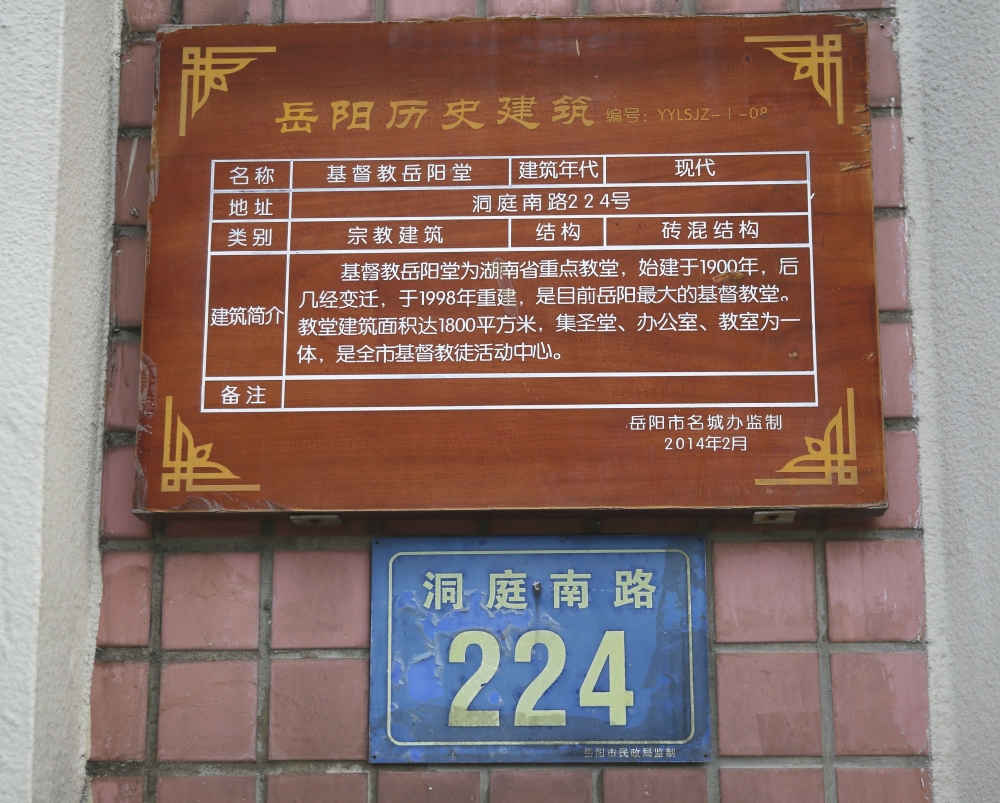 岳阳历史建筑 编号：YYLSJZ-I-08
名称 基督教岳阳堂 建筑年代 现代
地址 洞庭南路224号
类别 宗教建筑 结构 砖混结构
建筑简介
基督教岳阳堂为湖南省重点教堂，始建于1900年，后
几经变迁，于1998年重建，是目前岳阳最大的基督教堂。
教堂建筑面积达1800平方米，集圣堂、办公室、教室为一
体，是全市基督教徒活动中心。
备注
岳阳市名城办监制
2014年2月
洞庭南路
224
岳阳市民政局监制